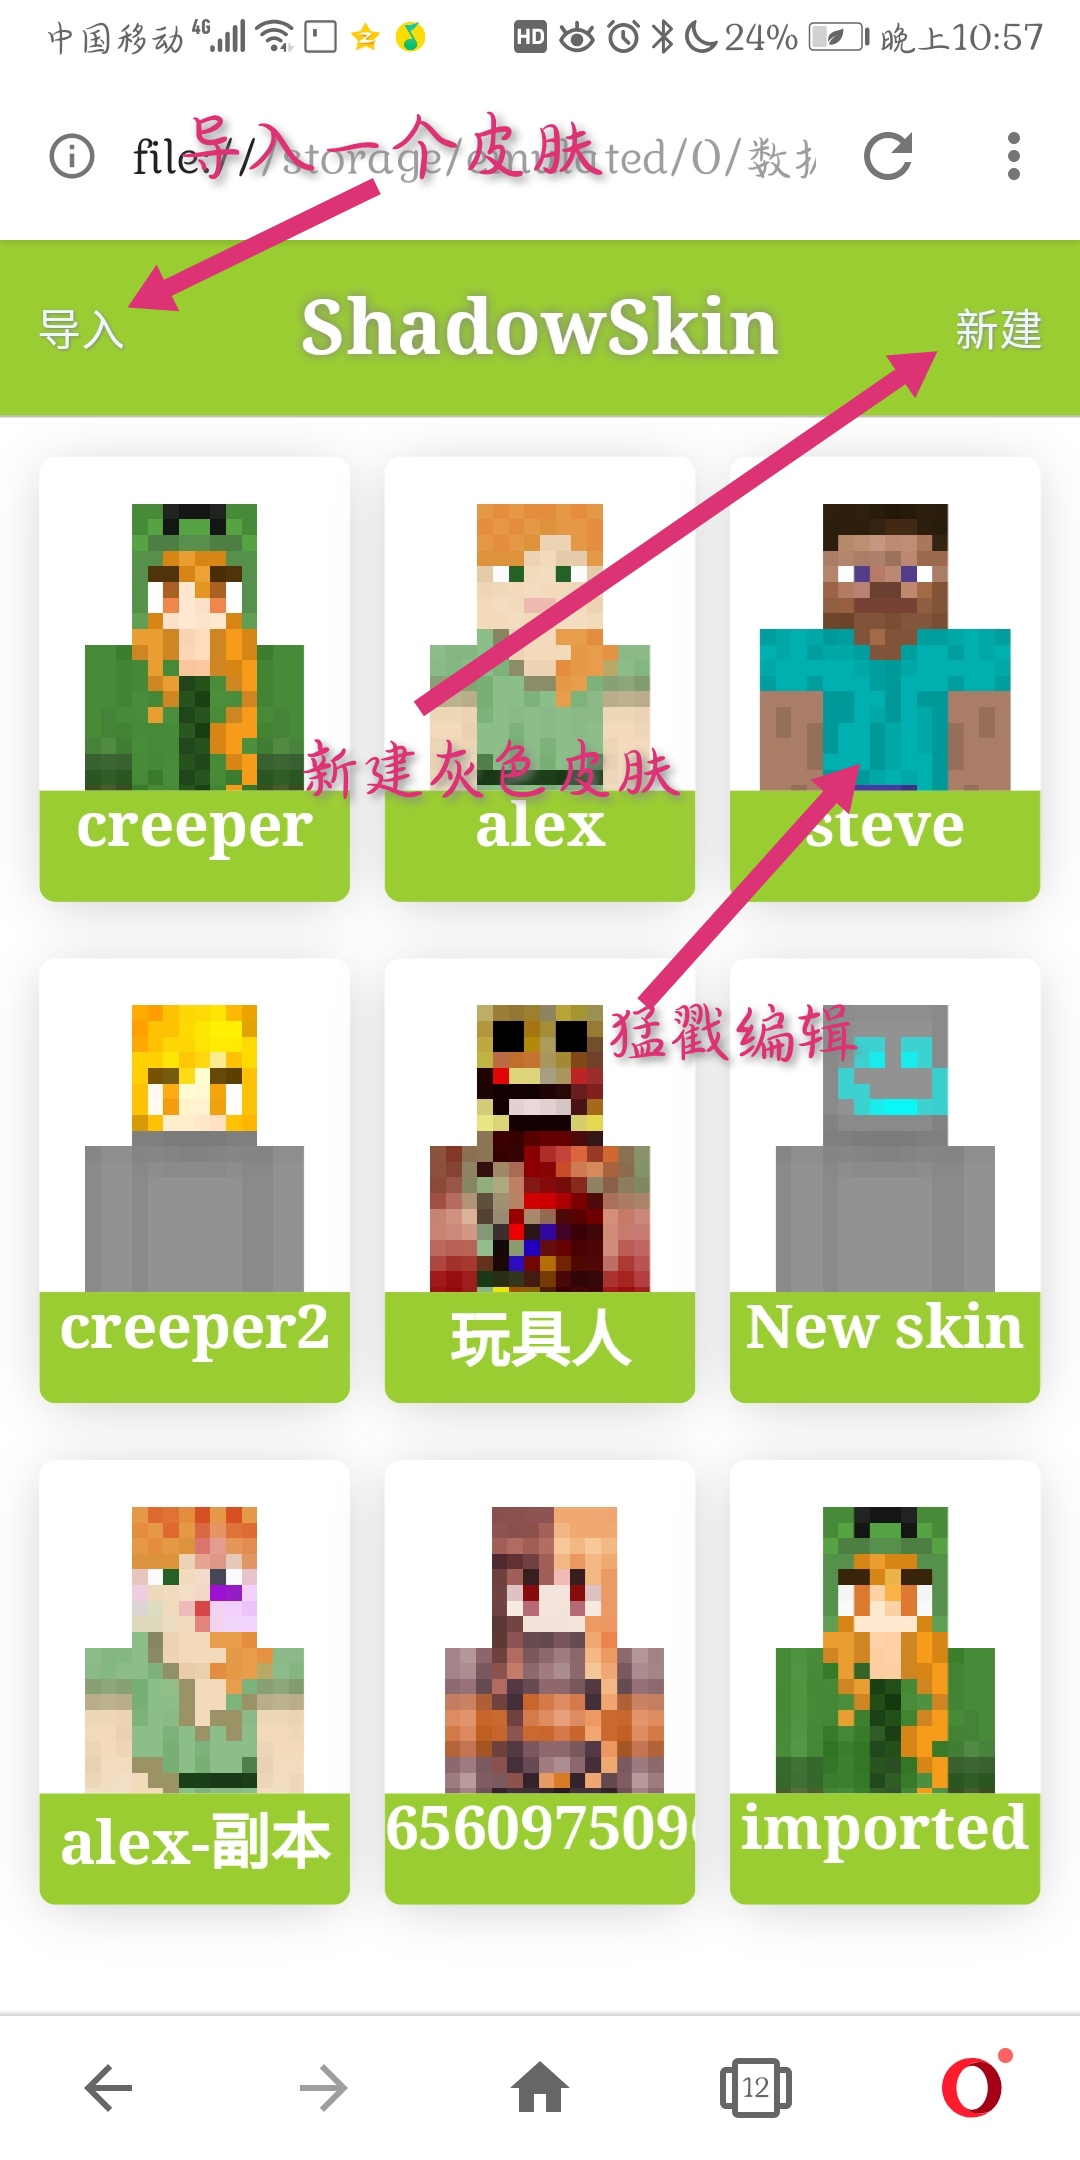 中国移动 4G HD 24% 晚上10:57
file:///storage/emulated/0/数据
导入一个皮肤
导入 ShadowSkin 新建
新建灰色皮肤
creeper alex steve
猛戳编辑
creeper2 玩具人 New skin
alex-副本 656097509 imported
12